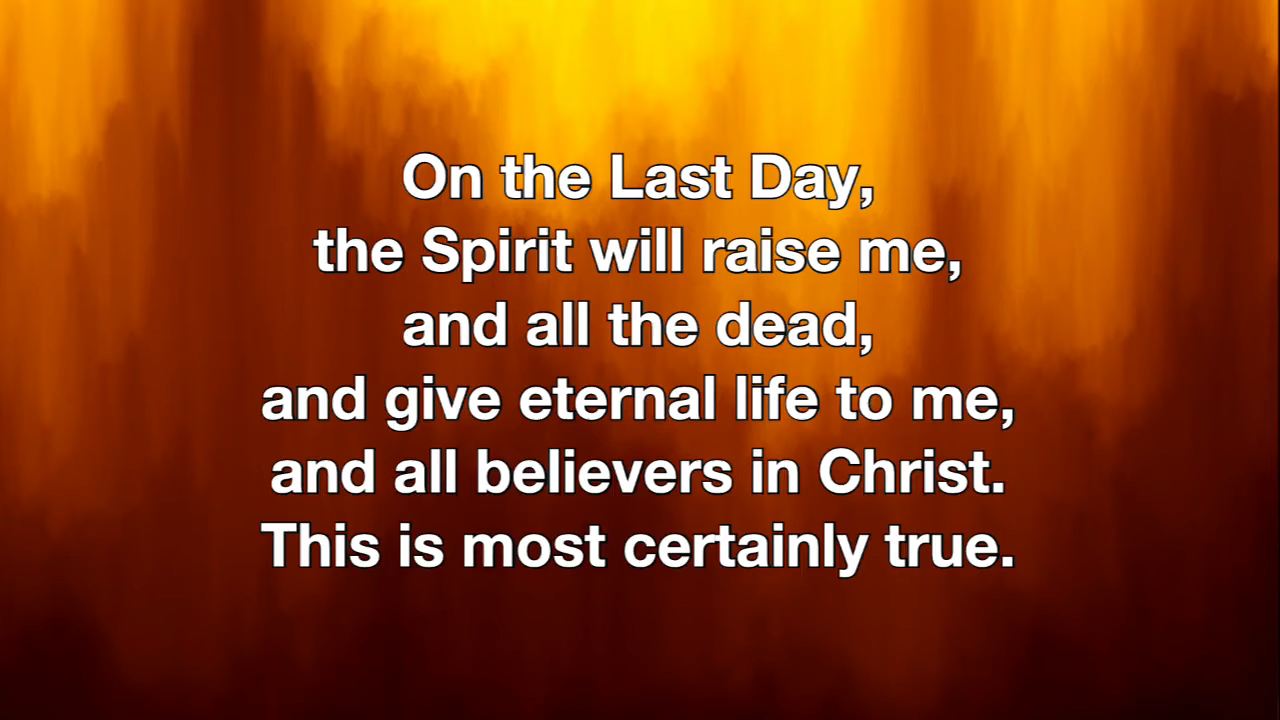 On the Last Day,
the Spirit will raise me,
and all the dead,
and give eternal life to me,
and all believers in Christ.
This is most certainly true.